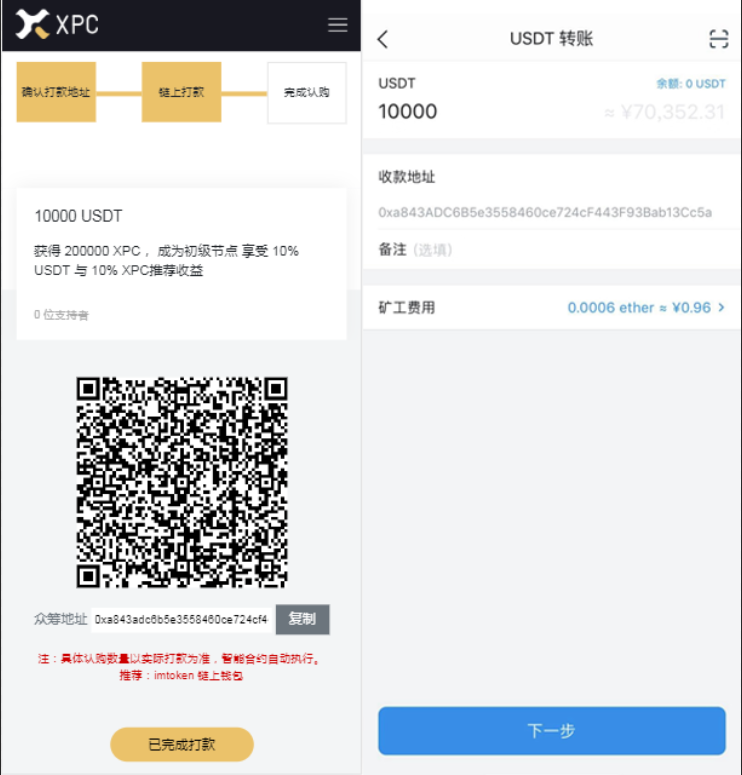 XPC
确认打款地址
链上打款
完成认购
10000 USDT
获得 200000 XPC ， 成为初级节点 享受 10%
USDT 与 10% XPC推荐收益
0 位支持者
众筹地址 0xa843adc6b5e3558460ce724cf4 复制
注：具体认购数量以实际打款为准，智能合约自动执行。
推荐：imtoken 链上钱包
已完成打款
USDT 转账
USDT 余额: 0 USDT
10000 ≈ ¥70,352.31
收款地址
0xa843ADC6B5e3558460ce724cF443F93Bab13Cc5a
备注 (选填)
矿工费用 0.0006 ether ≈ ¥0.96
下一步